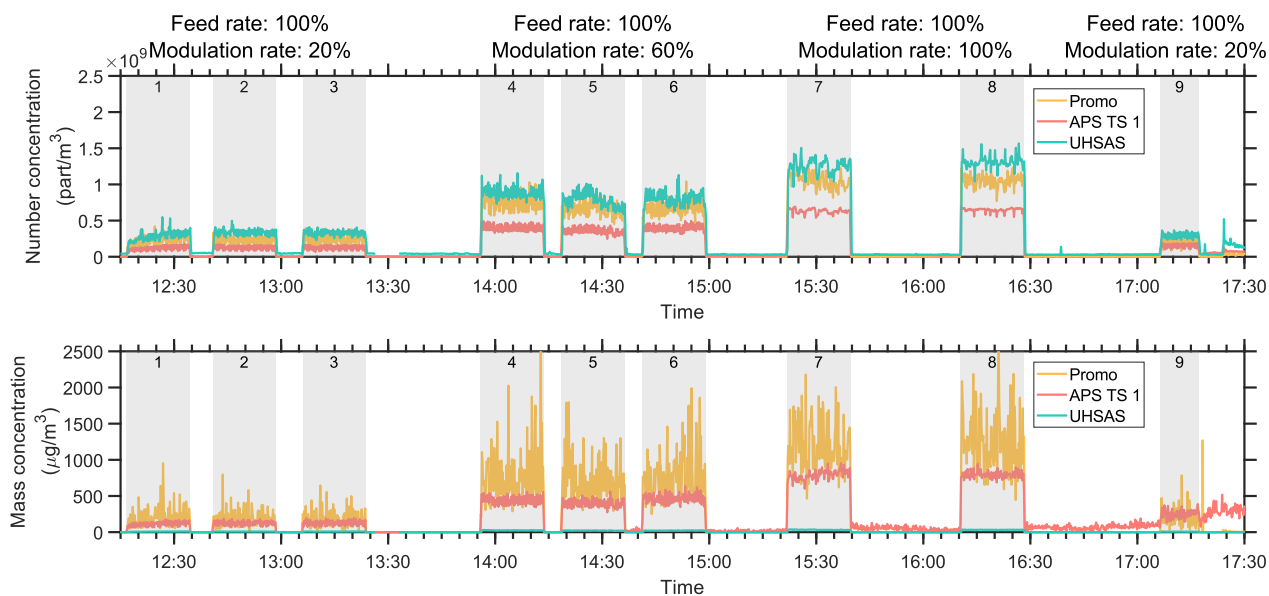 Feed rate: 100% Feed rate: 100% Feed rate: 100% Feed rate: 100%
Modulation rate: 20% Modulation rate: 60% Modulation rate: 100% Modulation rate: 20%
×10⁹
Number concentration
(part/m³)
2.5
2
1.5
1
0.5
0
1 2 3 4 5 6 7 8 9
Promo
APS TS 1
UHSAS
12:30 13:00 13:30 14:00 14:30 15:00 15:30 16:00 16:30 17:00 17:30
Time
Mass concentration
(μg/m³)
2500
2000
1500
1000
500
0
1 2 3 4 5 6 7 8 9
Promo
APS TS 1
UHSAS
12:30 13:00 13:30 14:00 14:30 15:00 15:30 16:00 16:30 17:00 17:30
Time